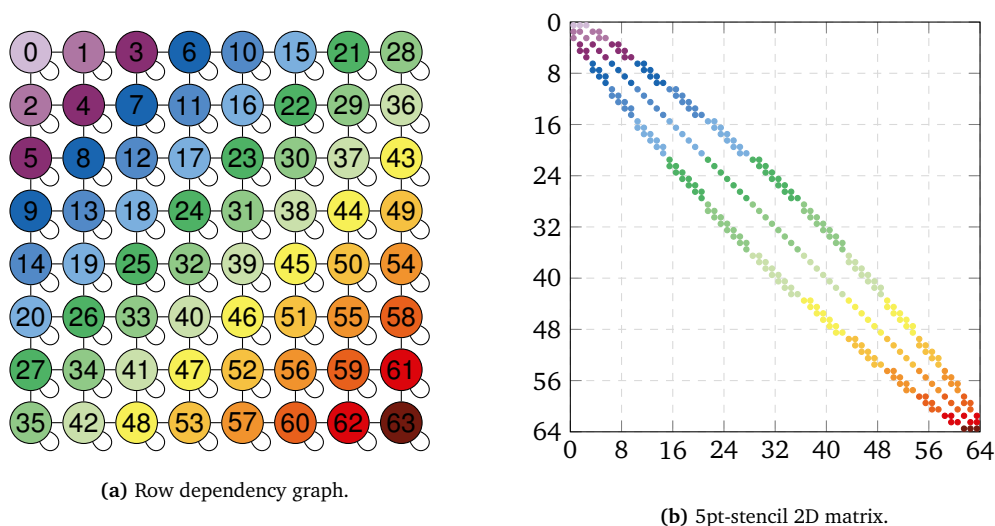 0 1 3 6 10 15 21 28
2 4 7 11 16 22 29 36
5 8 12 17 23 30 37 43
9 13 18 24 31 38 44 49
14 19 25 32 39 45 50 54
20 26 33 40 46 51 55 58
27 34 41 47 52 56 59 61
35 42 48 53 57 60 62 63
(a) Row dependency graph.
0
8
16
24
32
40
48
56
64
0 8 16 24 32 40 48 56 64
(b) 5pt-stencil 2D matrix.